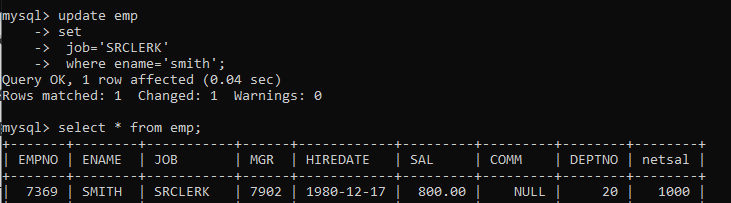 mysql> update emp
    -> set
    ->  job='SRCLERK'
    ->  where ename='smith';
Query OK, 1 row affected (0.04 sec)
Rows matched: 1  Changed: 1  Warnings: 0
mysql> select * from emp;
+-------+--------+-----------+------+------------+---------+---------+--------+--------+
| EMPNO | ENAME  | JOB       | MGR  | HIREDATE   | SAL     | COMM    | DEPTNO | netsal |
+-------+--------+-----------+------+------------+---------+---------+--------+--------+
|  7369 | SMITH  | SRCLERK   | 7902 | 1980-12-17 |  800.00 |    NULL |     20 |   1000 |